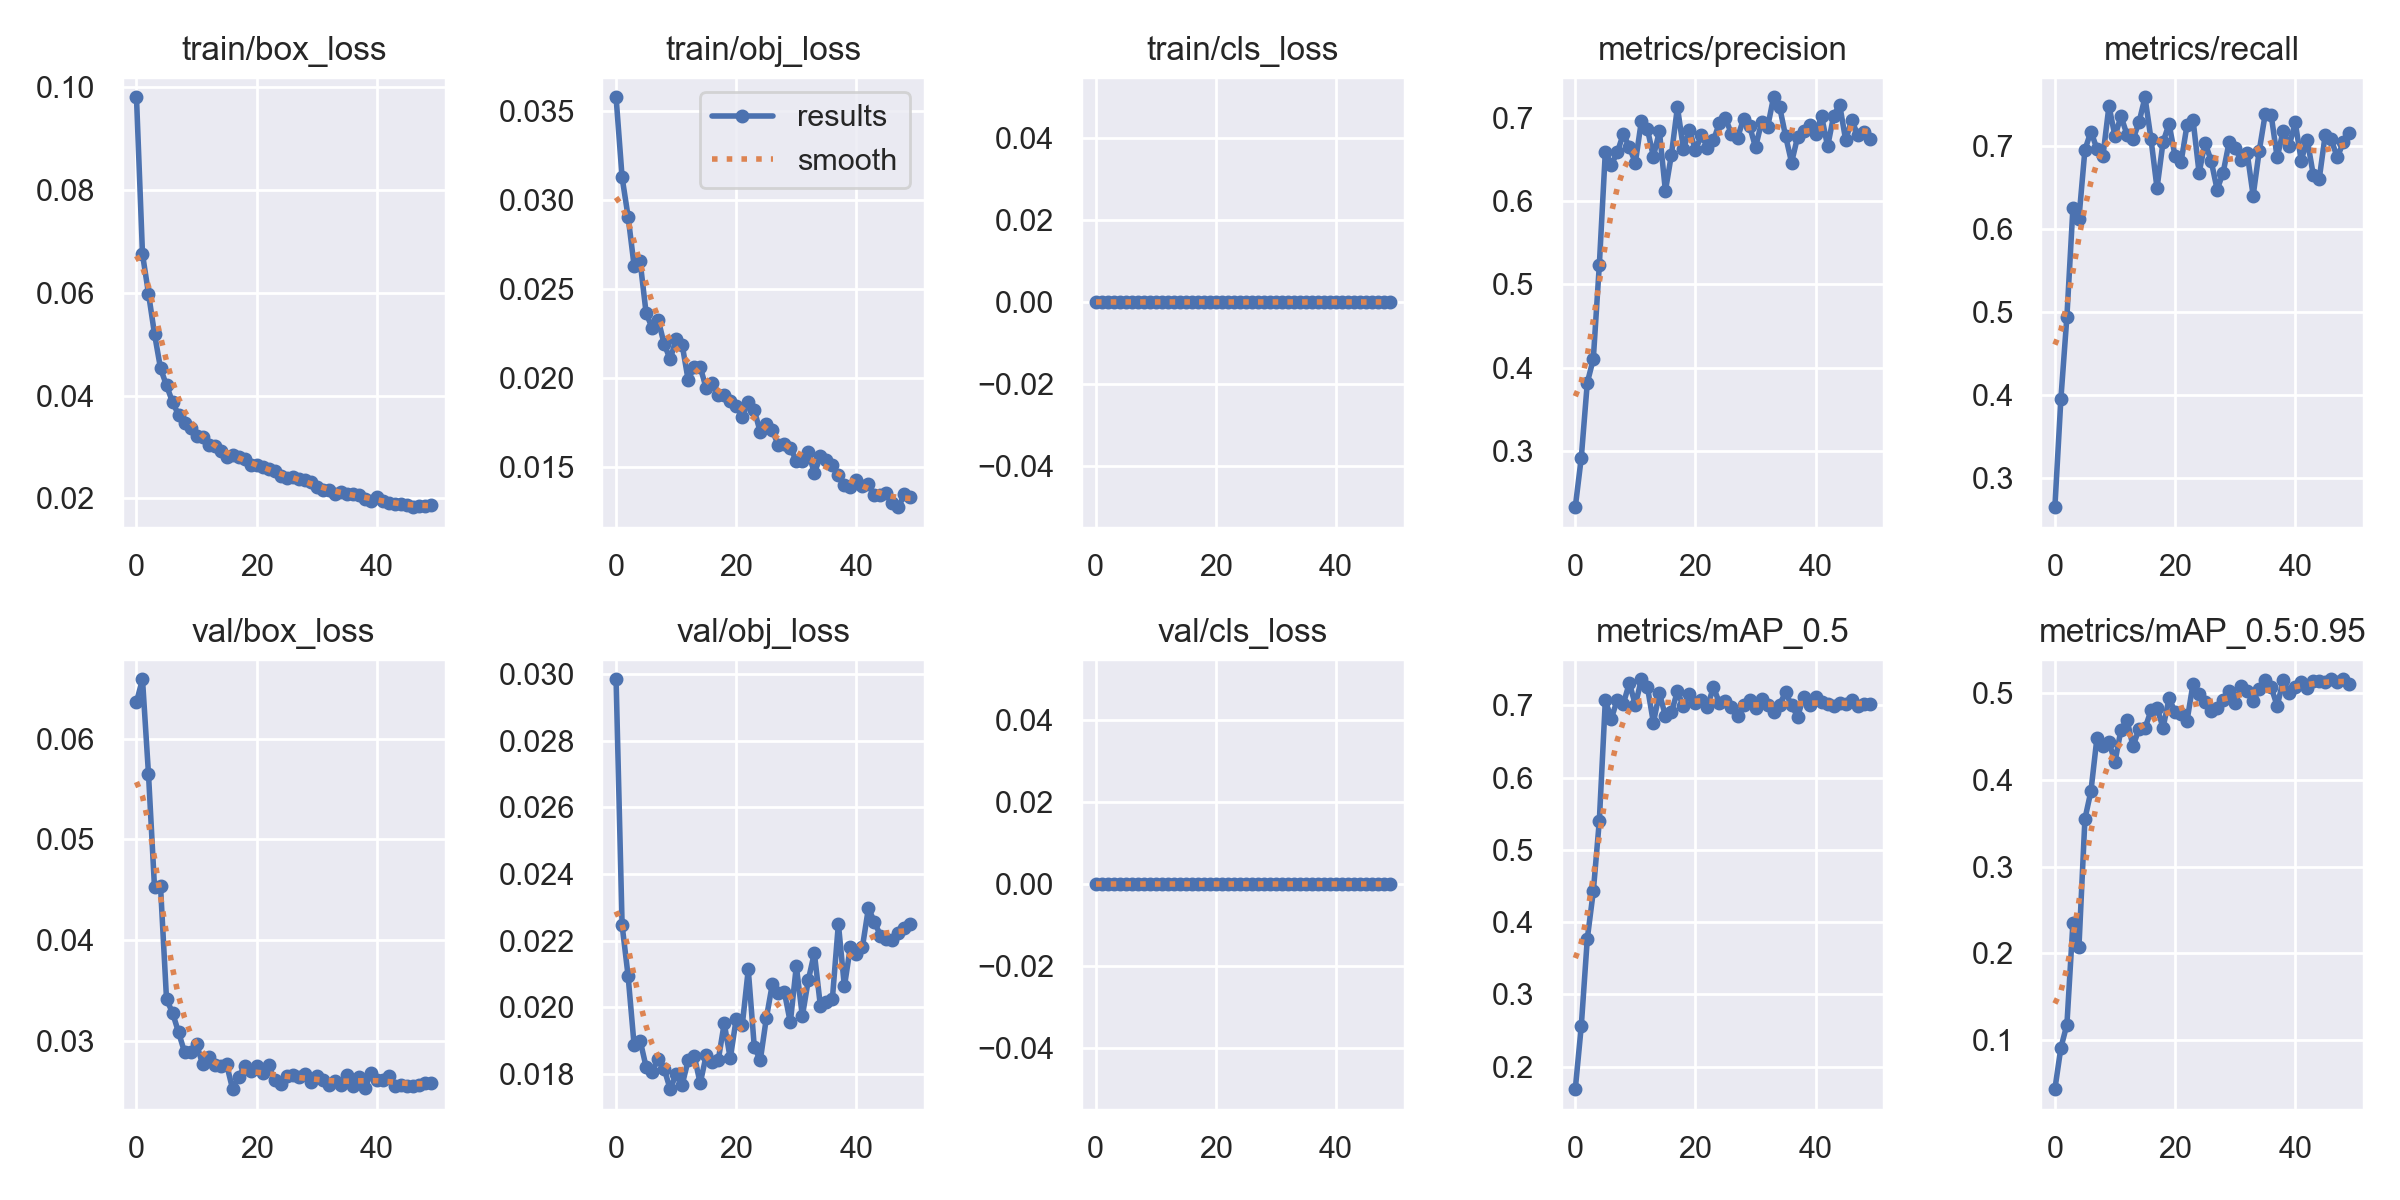 train/box_loss
0.10
0.08
0.06
0.04
0.02
0 20 40
train/obj_loss
results
smooth
0.035
0.030
0.025
0.020
0.015
0 20 40
train/cls_loss
0.04
0.02
0.00
−0.02
−0.04
0 20 40
metrics/precision
0.7
0.6
0.5
0.4
0.3
0 20 40
metrics/recall
0.7
0.6
0.5
0.4
0.3
0 20 40
val/box_loss
0.06
0.05
0.04
0.03
0 20 40
val/obj_loss
0.030
0.028
0.026
0.024
0.022
0.020
0.018
0 20 40
val/cls_loss
0.04
0.02
0.00
−0.02
−0.04
0 20 40
metrics/mAP_0.5
0.7
0.6
0.5
0.4
0.3
0.2
0 20 40
metrics/mAP_0.5:0.95
0.5
0.4
0.3
0.2
0.1
0 20 40